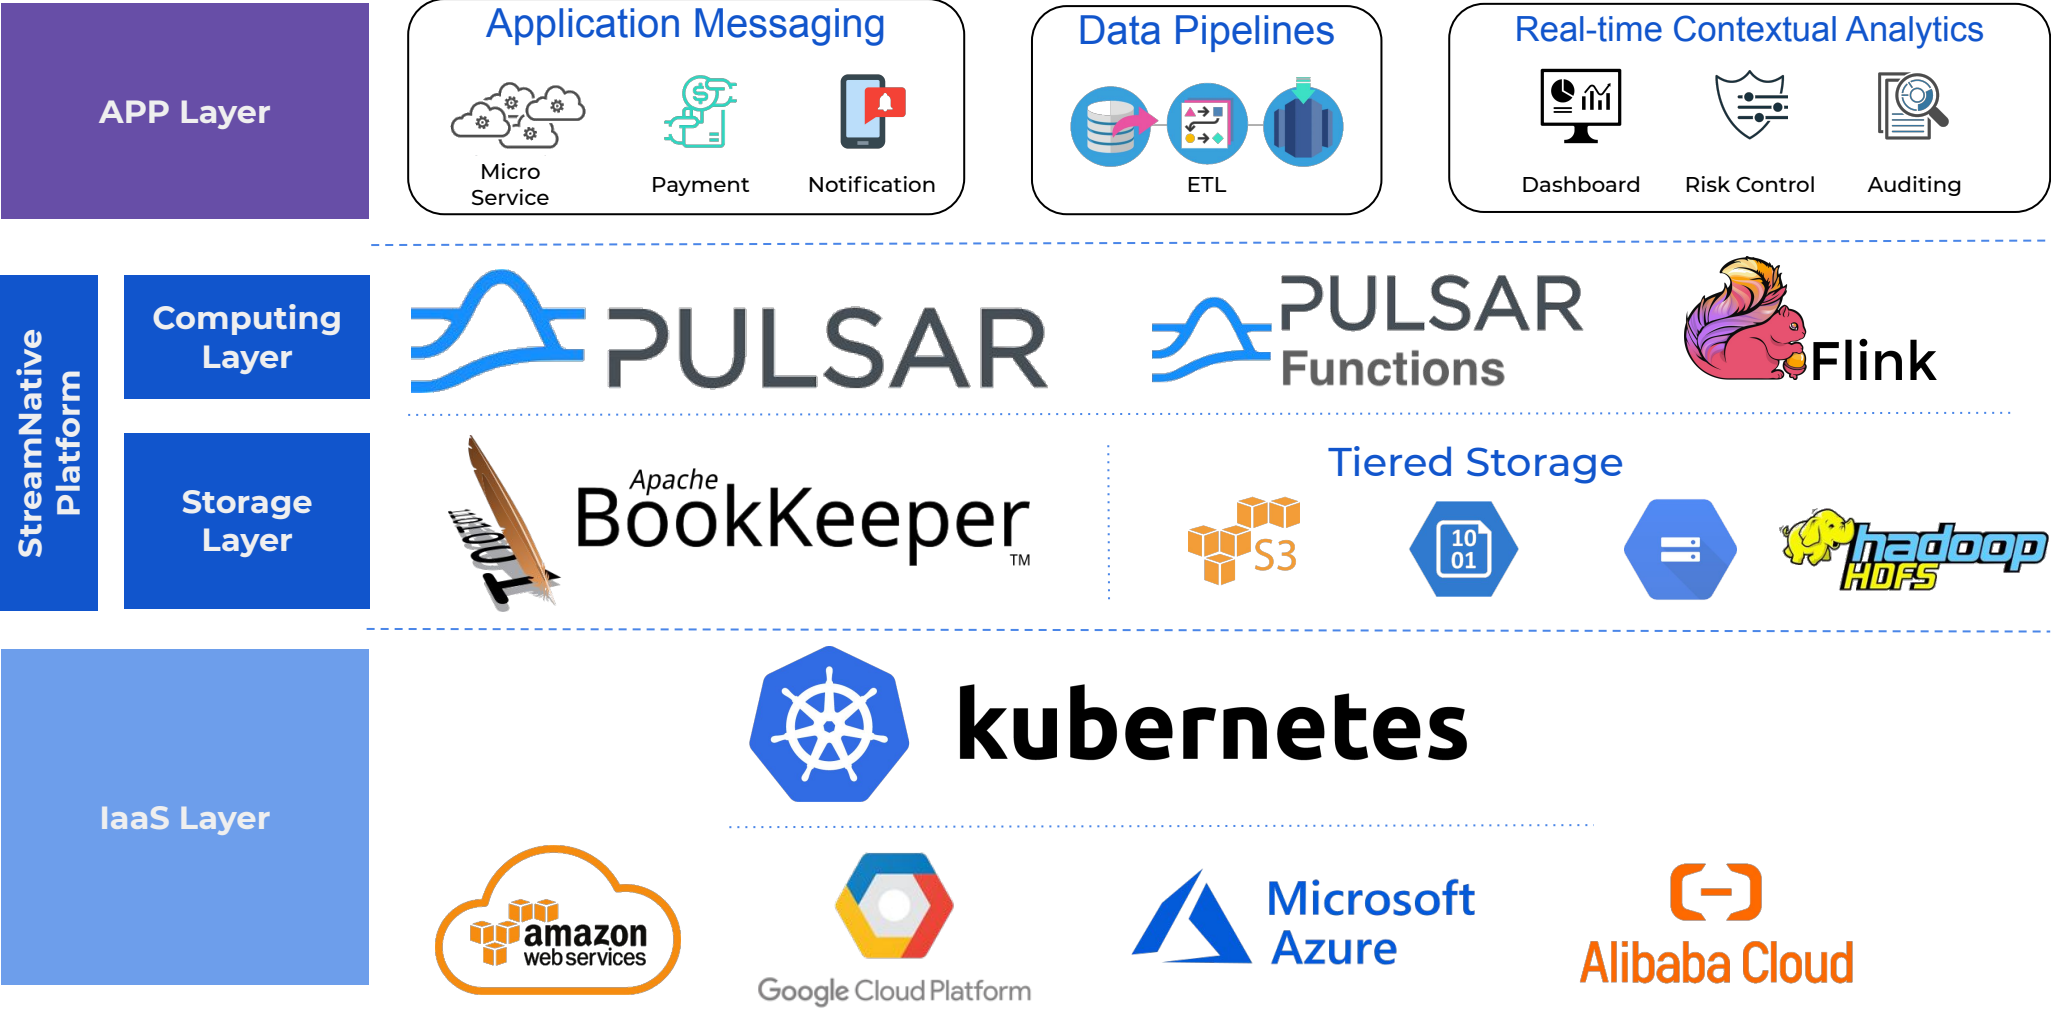 APP Layer
Application Messaging
Micro
Service
Payment
Notification
Data Pipelines
ETL
Real-time Contextual Analytics
Dashboard
Risk Control
Auditing
StreamNative
Platform
Computing
Layer
PULSAR
PULSAR
Functions
Flink
Storage
Layer
Apache
BookKeeper
TM
Tiered Storage
S3
10
01
hadoop
HDFS
IaaS Layer
kubernetes
amazon
web services
Google Cloud Platform
Microsoft
Azure
Alibaba Cloud